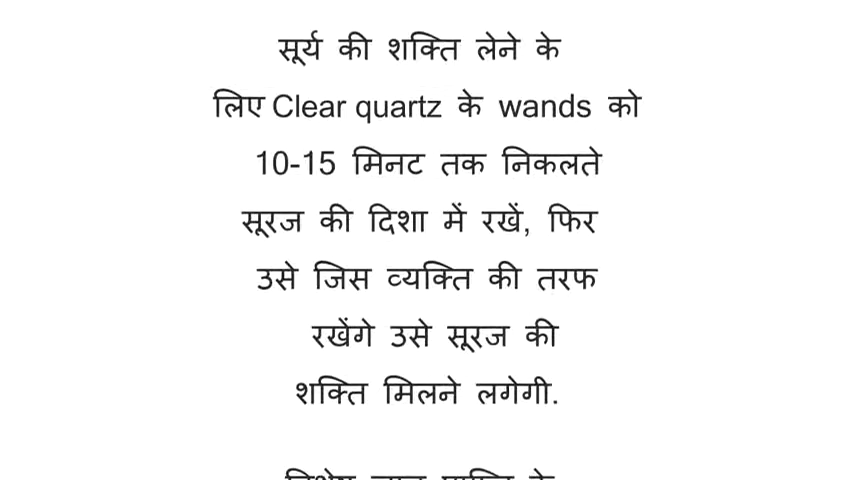 सूर्य की शक्ति लेने के
लिए Clear quartz के wands को
10-15 मिनट तक निकलते
सूरज की दिशा में रखें, फिर
उसे जिस व्यक्ति की तरफ
रखेंगे उसे सूरज की
शक्ति मिलने लगेगी.